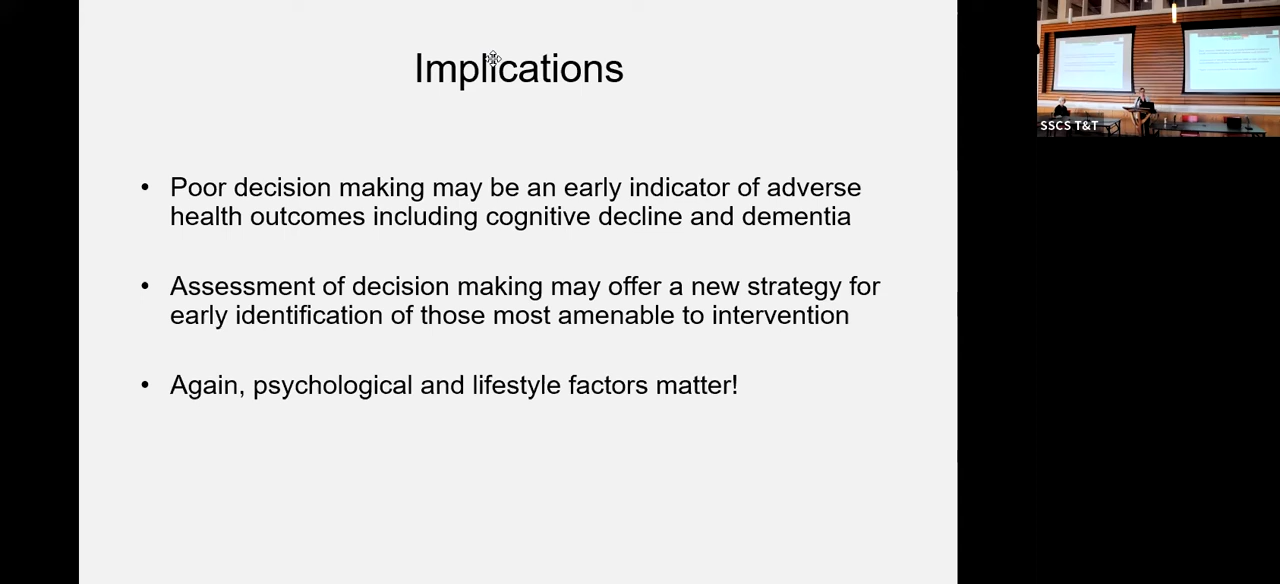 Implications
• Poor decision making may be an early indicator of adverse
health outcomes including cognitive decline and dementia
• Assessment of decision making may offer a new strategy for
early identification of those most amenable to intervention
• Again, psychological and lifestyle factors matter!
SSCS T&T